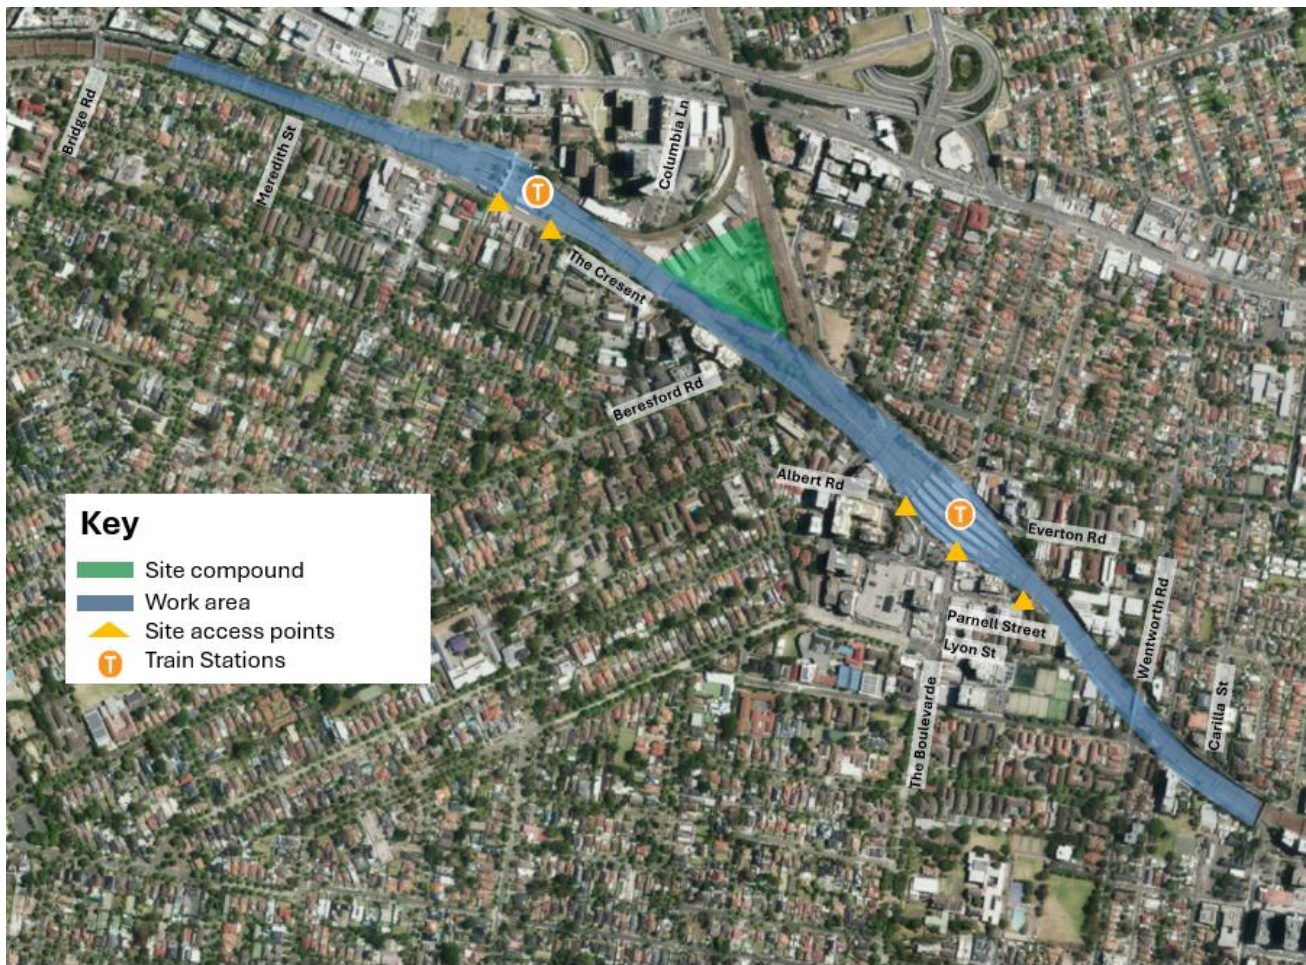 Bridge Rd
Meredith St
Columbia Ln
T
The Cresent
Beresford Rd
Albert Rd
T
Everton Rd
Parnell Street
Lyon St
Wentworth Rd
The Boulevarde
Carilla St
Key
Site compound
Work area
Site access points
T Train Stations